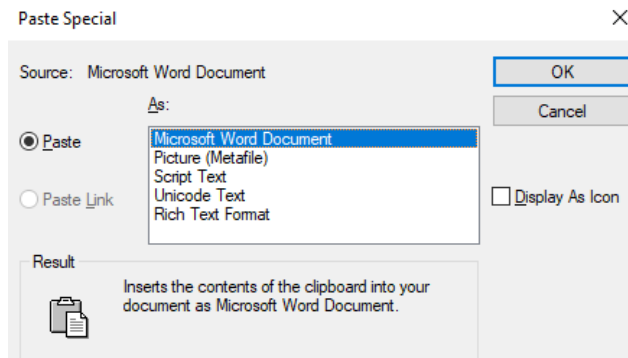 Paste Special
Source: Microsoft Word Document
As:
OK
Cancel
Paste
Paste Link
Microsoft Word Document
Picture (Metafile)
Script Text
Unicode Text
Rich Text Format
Display As Icon
Result
Inserts the contents of the clipboard into your
document as Microsoft Word Document.